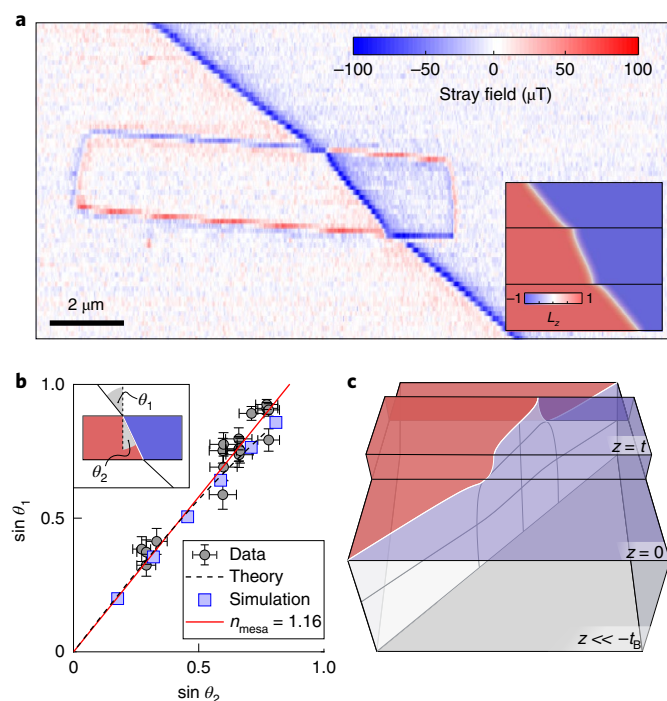 a
−100 −50 0 50 100
Stray field (µT)
2 µm
−1 1
L_z
b
1.0
0.5
0
sin θ₁
θ₁
θ₂
Data
Theory
Simulation
n_mesa = 1.16
0 0.5 1.0
sin θ₂
c
z = t
z = 0
z << −t_B